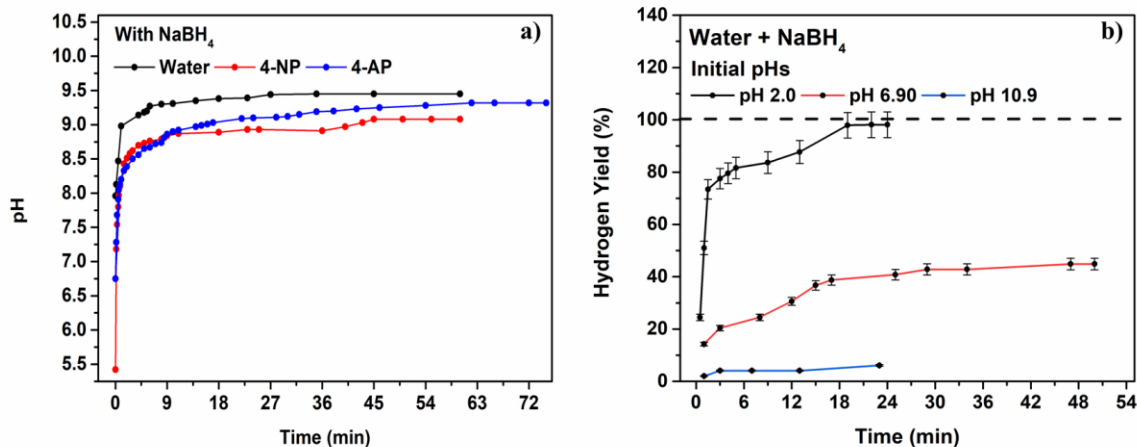 10.5
10.0
9.5
9.0
8.5
8.0
7.5
7.0
6.5
6.0
5.5
pH
With NaBH4
a)
Water 4-NP 4-AP
0 9 18 27 36 45 54 63 72
Time (min)
140
120
100
80
60
40
20
0
Hydrogen Yield (%)
Water + NaBH4
b)
Initial pHs
pH 2.0 pH 6.90 pH 10.9
0 6 12 18 24 30 36 42 48 54
Time (min)